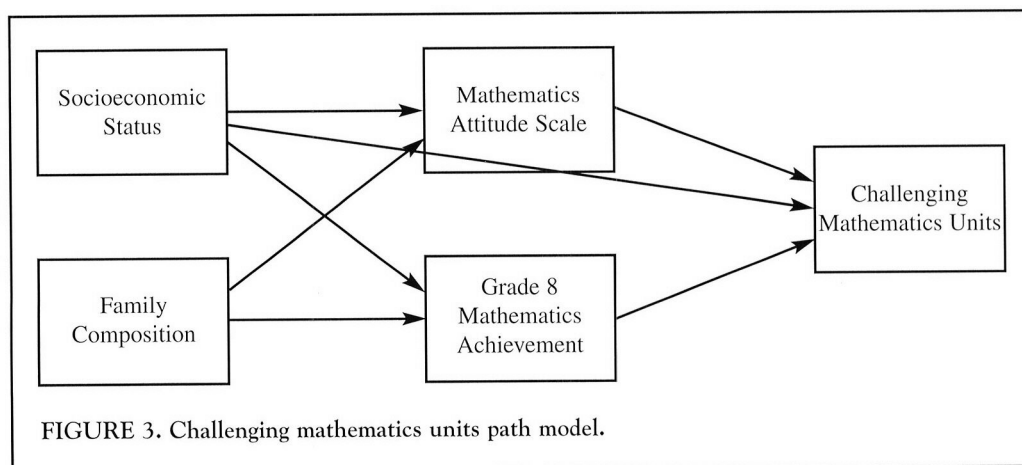 Socioeconomic
Status
Mathematics
Attitude Scale
Challenging
Mathematics Units
Family
Composition
Grade 8
Mathematics
Achievement
FIGURE 3. Challenging mathematics units path model.